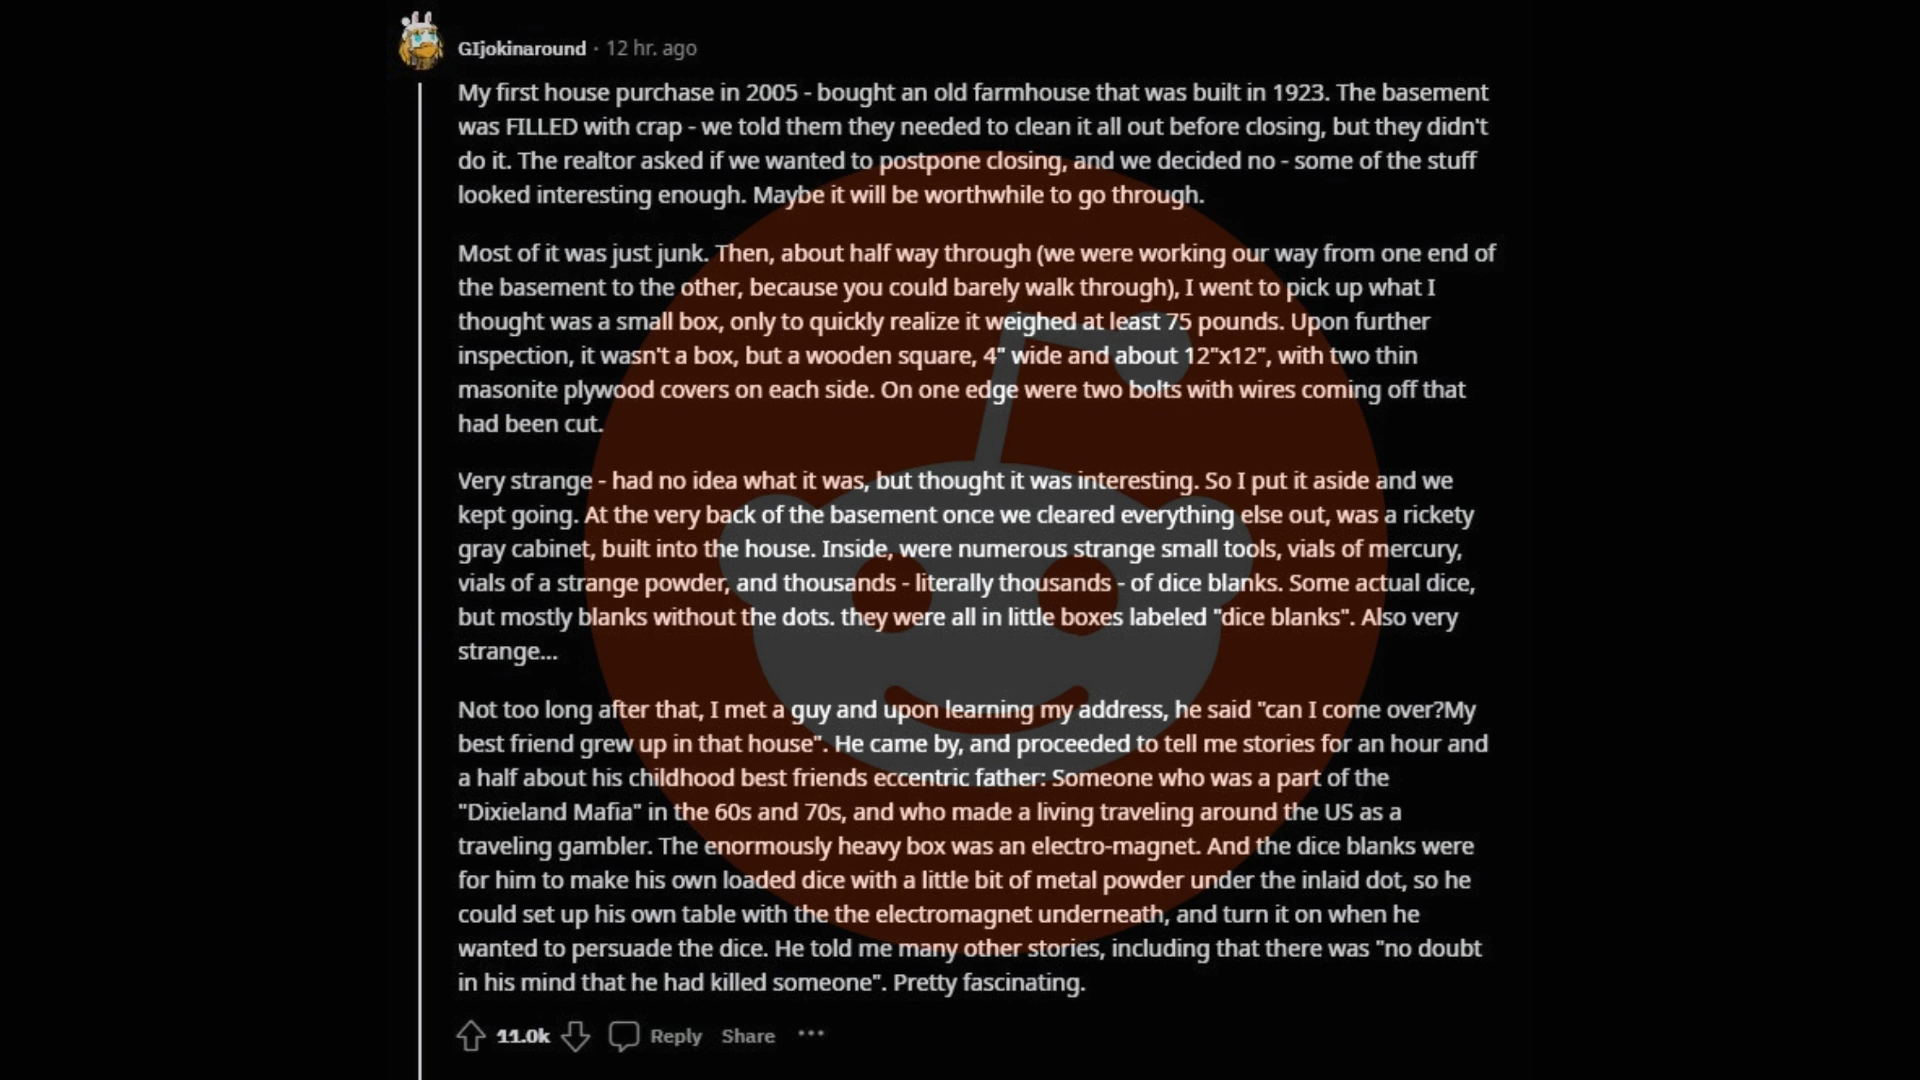 GIjokinaround · 12 hr. ago
My first house purchase in 2005 - bought an old farmhouse that was built in 1923. The basement
was FILLED with crap - we told them they needed to clean it all out before closing, but they didn't
do it. The realtor asked if we wanted to postpone closing, and we decided no - some of the stuff
looked interesting enough. Maybe it will be worthwhile to go through.
Most of it was just junk. Then, about half way through (we were working our way from one end of
the basement to the other, because you could barely walk through), I went to pick up what I
thought was a small box, only to quickly realize it weighed at least 75 pounds. Upon further
inspection, it wasn't a box, but a wooden square, 4" wide and about 12"x12", with two thin
masonite plywood covers on each side. On one edge were two bolts with wires coming off that
had been cut.
Very strange - had no idea what it was, but thought it was interesting. So I put it aside and we
kept going. At the very back of the basement once we cleared everything else out, was a rickety
gray cabinet, built into the house. Inside, were numerous strange small tools, vials of mercury,
vials of a strange powder, and thousands - literally thousands - of dice blanks. Some actual dice,
but mostly blanks without the dots. they were all in little boxes labeled "dice blanks". Also very
strange...
Not too long after that, I met a guy and upon learning my address, he said "can I come over?My
best friend grew up in that house". He came by, and proceeded to tell me stories for an hour and
a half about his childhood best friends eccentric father: Someone who was a part of the
"Dixieland Mafia" in the 60s and 70s, and who made a living traveling around the US as a
traveling gambler. The enormously heavy box was an electro-magnet. And the dice blanks were
for him to make his own loaded dice with a little bit of metal powder under the inlaid dot, so he
could set up his own table with the the electromagnet underneath, and turn it on when he
wanted to persuade the dice. He told me many other stories, including that there was "no doubt
in his mind that he had killed someone". Pretty fascinating.
11.0k Reply Share ...